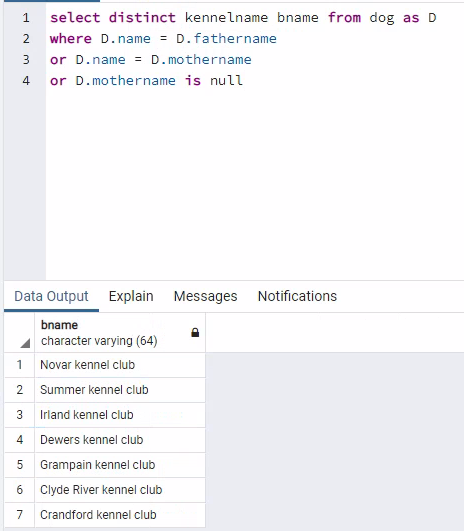 1 select distinct kennelname bname from dog as D
2 where D.name = D.fathername
3 or D.name = D.mothername
4 or D.mothername is null
Data Output Explain Messages Notifications
bname
character varying (64)
1 Novar kennel club
2 Summer kennel club
3 Irland kennel club
4 Dewers kennel club
5 Grampain kennel club
6 Clyde River kennel club
7 Crandford kennel club